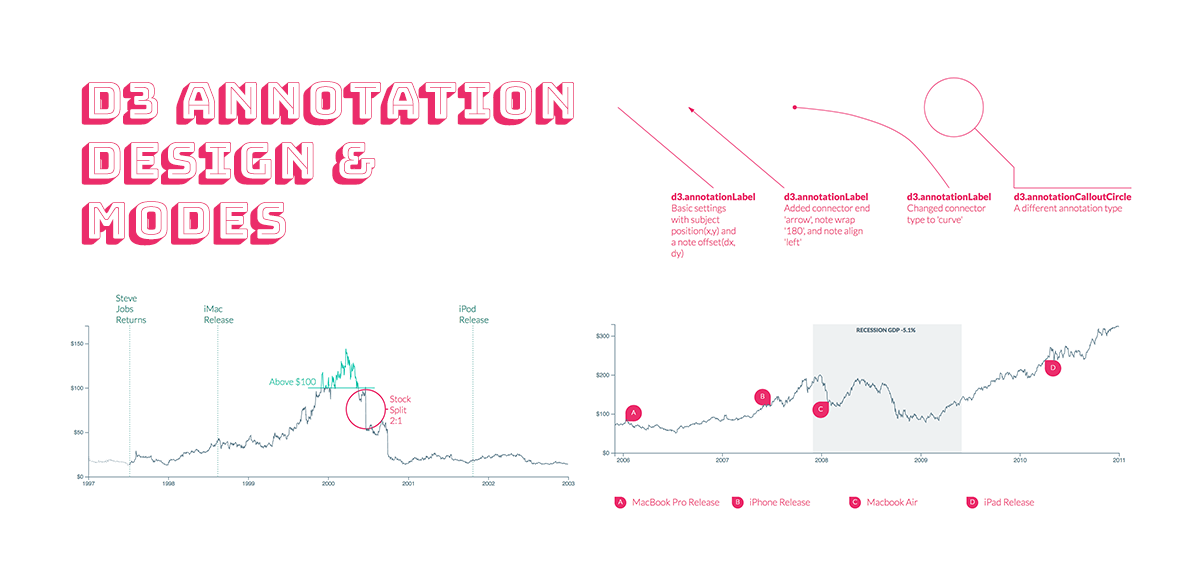 D3 ANNOTATION
DESIGN &
MODES
d3.annotationLabel
Basic settings
with subject
position(x,y) and
a note offset(dx,
dy)
d3.annotationLabel
Added connector end
'arrow', note wrap
'180', and note align
'left'
d3.annotationLabel
Changed connector
type to 'curve'
d3.annotationCalloutCircle
A different annotation type
Steve
Jobs
Returns
iMac
Release
iPod
Release
$150
$100
$50
$0
Above $100
Stock
Split
2:1
1997
1998
1999
2000
2001
2002
2003
RECESSION GDP -5.1%
$300
$200
$100
$0
A
B
C
D
2006
2007
2008
2009
2010
2011
A MacBook Pro Release
B iPhone Release
C Macbook Air
D iPad Release